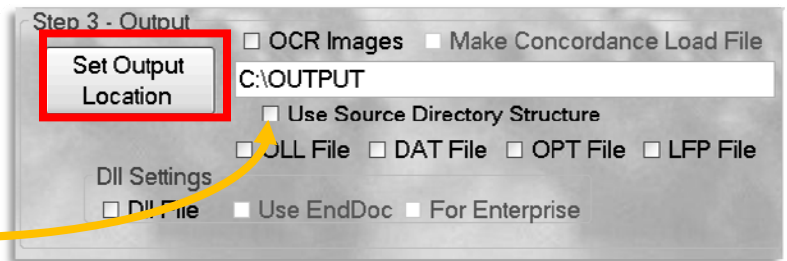 Step 3 - Output
OCR Images Make Concordance Load File
Set Output
Location
C:\OUTPUT
Use Source Directory Structure
OLL File DAT File OPT File LFP File
Dll Settings
Dll File Use EndDoc For Enterprise